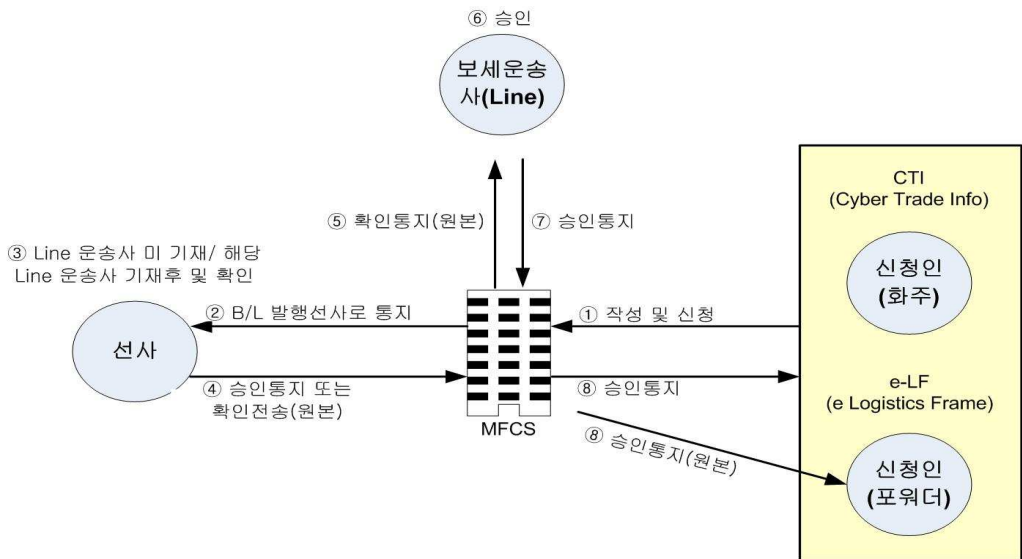 ⑥ 승인
보세운송
사(Line)
CTI
(Cyber Trade Info)
⑤ 확인통지(원본)
⑦ 승인통지
③ Line 운송사 미 기재/ 해당
Line 운송사 기재후 및 확인
신청인
(화주)
② B/L 발행선사로 통지
① 작성 및 신청
선사
④ 승인통지 또는
확인전송(원본)
⑧ 승인통지
e-LF
(e Logistics Frame)
MFCS
⑧ 승인통지(원본)
신청인
(포워더)